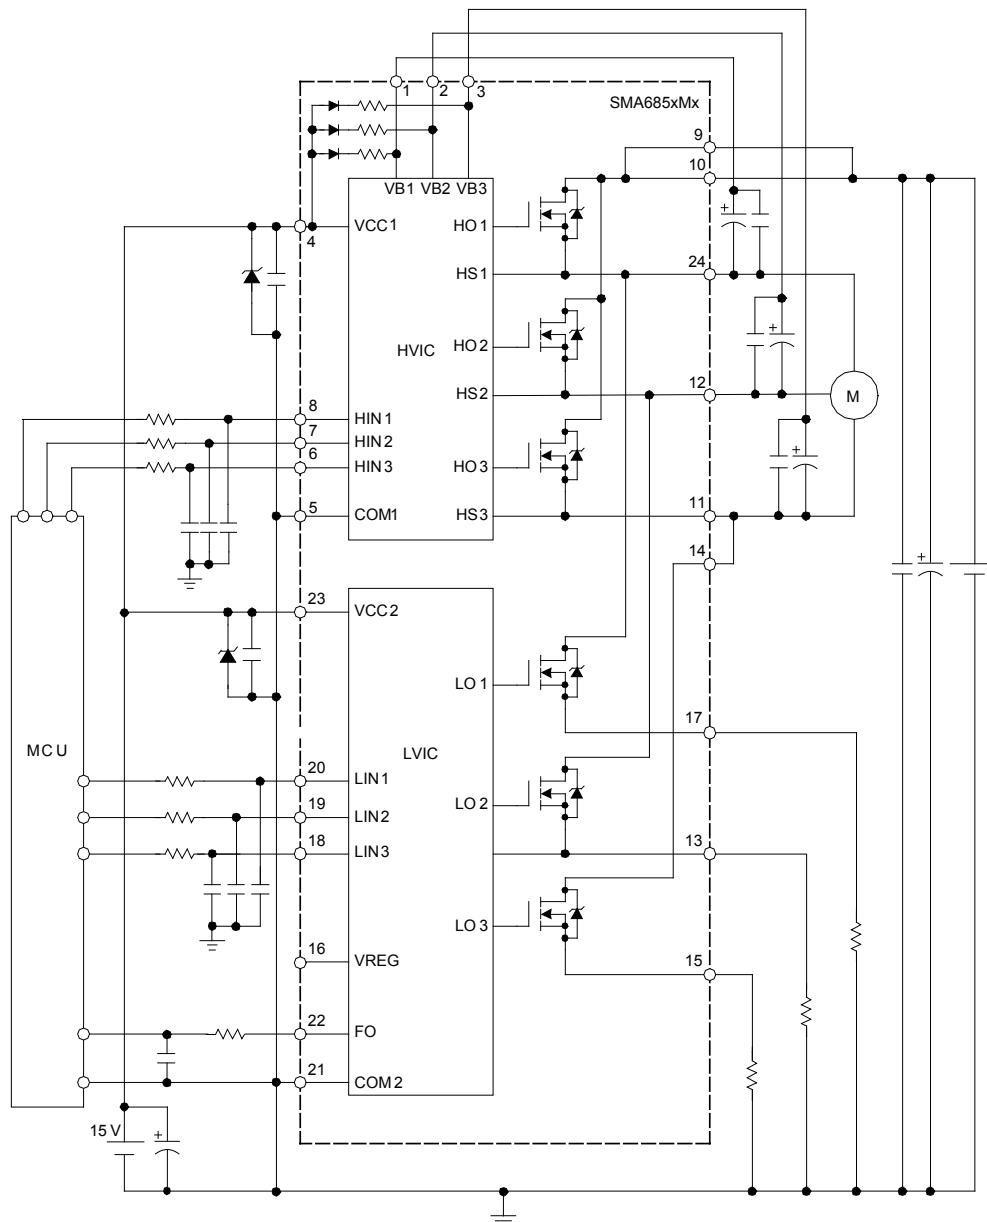 1 2 3
SMA685xMx
9
10
VB1 VB2 VB3
4
VCC1
HO1
24
HS1
+
+
HVIC
HO2
12
HS2
M
+
8
HIN1
7
HIN2
6
HIN3
HO3
5
COM1
HS3
11
14
+
23
VCC2
LO1
17
MCU
LVIC
20
LIN1
19
LIN2
LO2
18
LIN3
13
LO3
16
VREG
15
22
FO
21
COM2
15 V
+